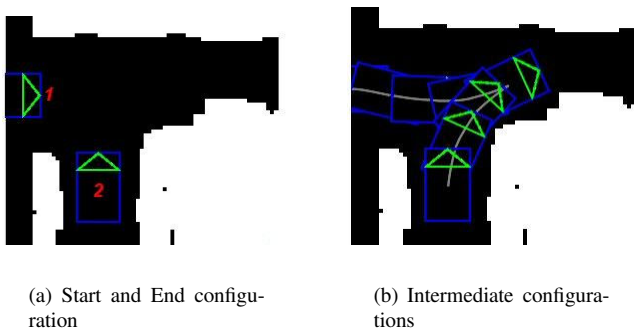 1
2
(a) Start and End configu-
ration
(b) Intermediate configura-
tions